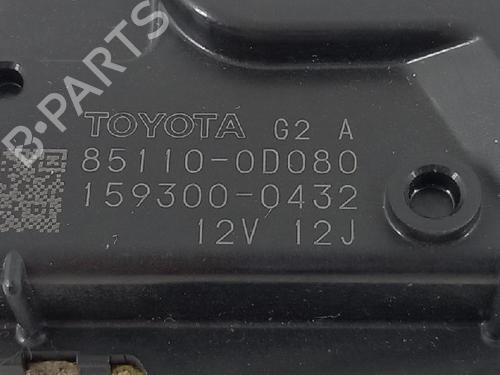 B-PARTS
TOYOTA G2 A
85110-0D080
159300-0432
12V 12J